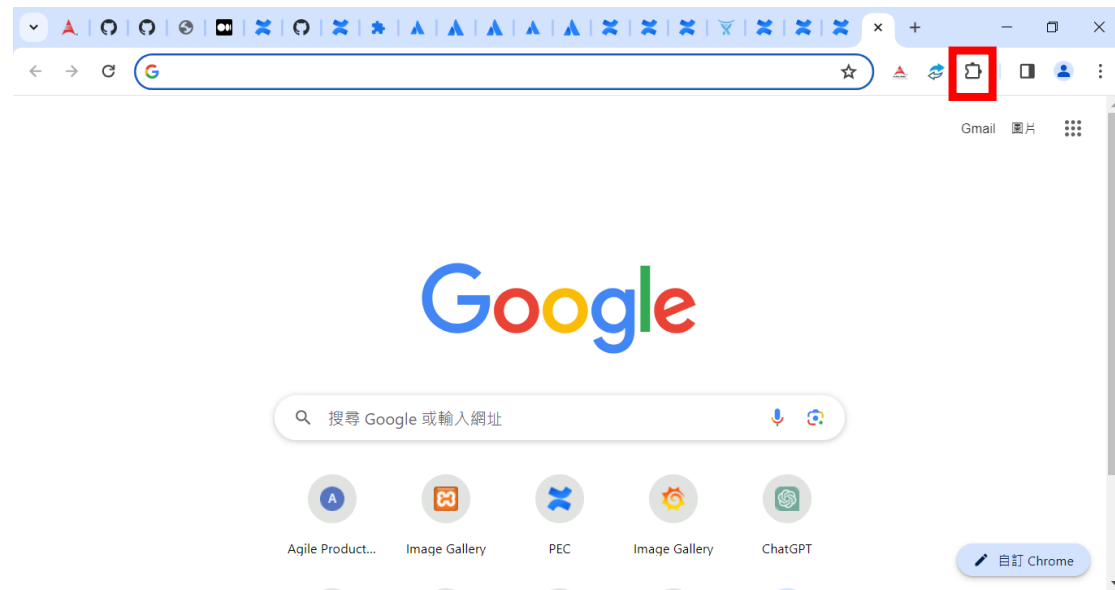 Gmail 圖片
Google
搜尋 Google 或輸入網址
A
Agile Product... Image Gallery PEC Image Gallery ChatGPT
自訂 Chrome